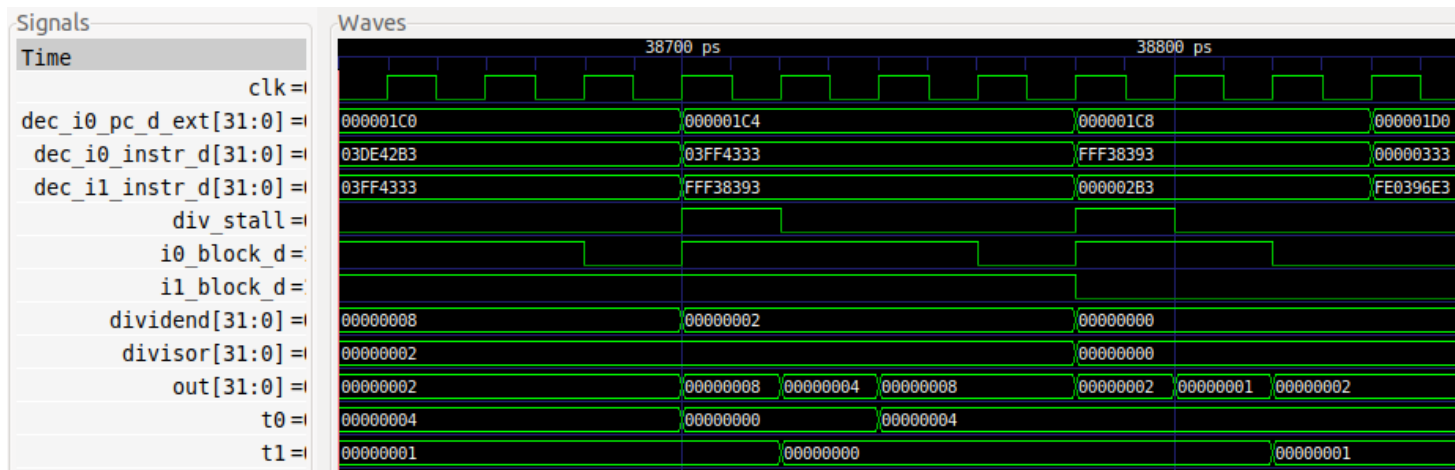 Signals Waves
Time 38700 ps 38800 ps
clk =
dec_i0_pc_d_ext[31:0] = 000001C0 000001C4 000001C8 000001D0
dec_i0_instr_d[31:0] = 03DE42B3 03FF4333 FFF38393 00000333
dec_i1_instr_d[31:0] = 03FF4333 FFF38393 000002B3 FE0396E3
div_stall =
i0_block_d =
i1_block_d =
dividend[31:0] = 00000008 00000002 00000000
divisor[31:0] = 00000002 00000000
out[31:0] = 00000002 00000008 00000004 00000008 00000002 00000001 00000002
t0 = 00000004 00000000 00000004
t1 = 00000001 00000000 00000001